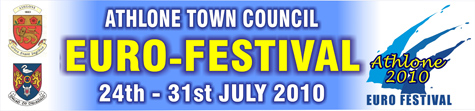 ATHLONE TOWN COUNCIL
EURO-FESTIVAL
24th - 31st JULY 2010
Athlone
2010
EURO FESTIVAL